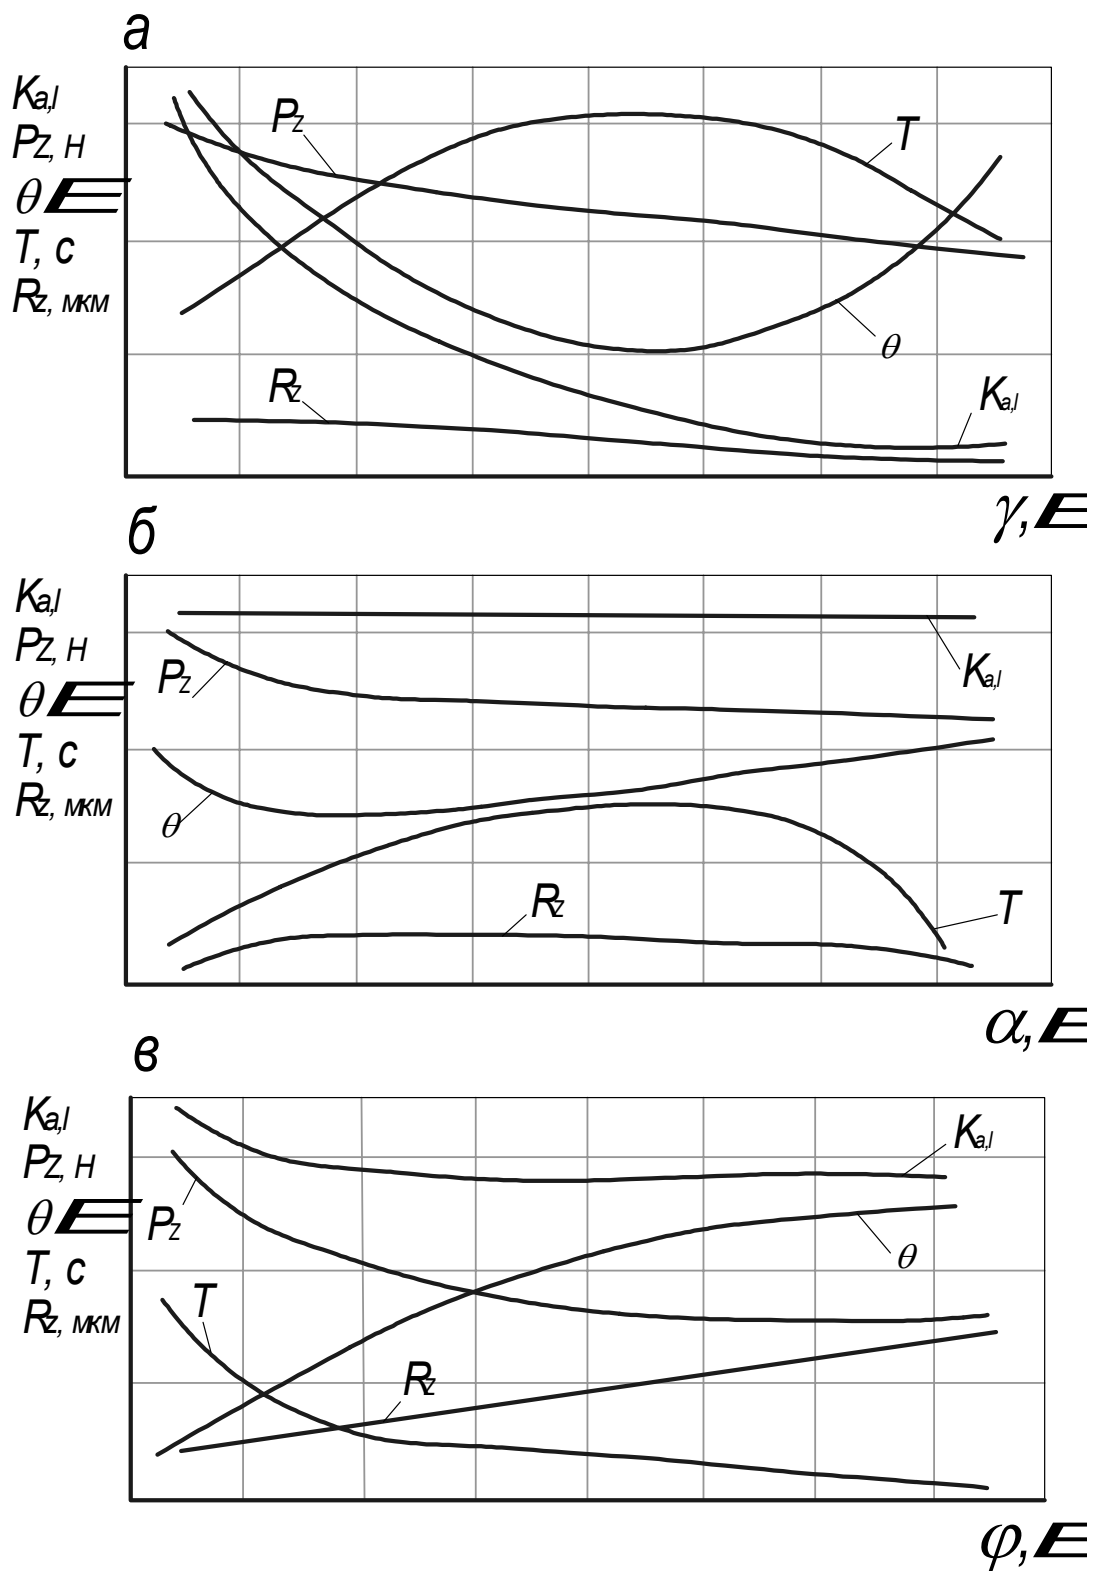 а
Ka,l
Pz, Н
θ
T, с
Rz, мкм
Pz
T
θ
Rz
Ka,l
γ,
б
Ka,l
Pz, Н
θ
T, с
Rz, мкм
Ka,l
Pz
θ
Rz
T
α,
в
Ka,l
Pz, Н
θ
T, с
Rz, мкм
Ka,l
Pz
θ
T
Rz
φ,